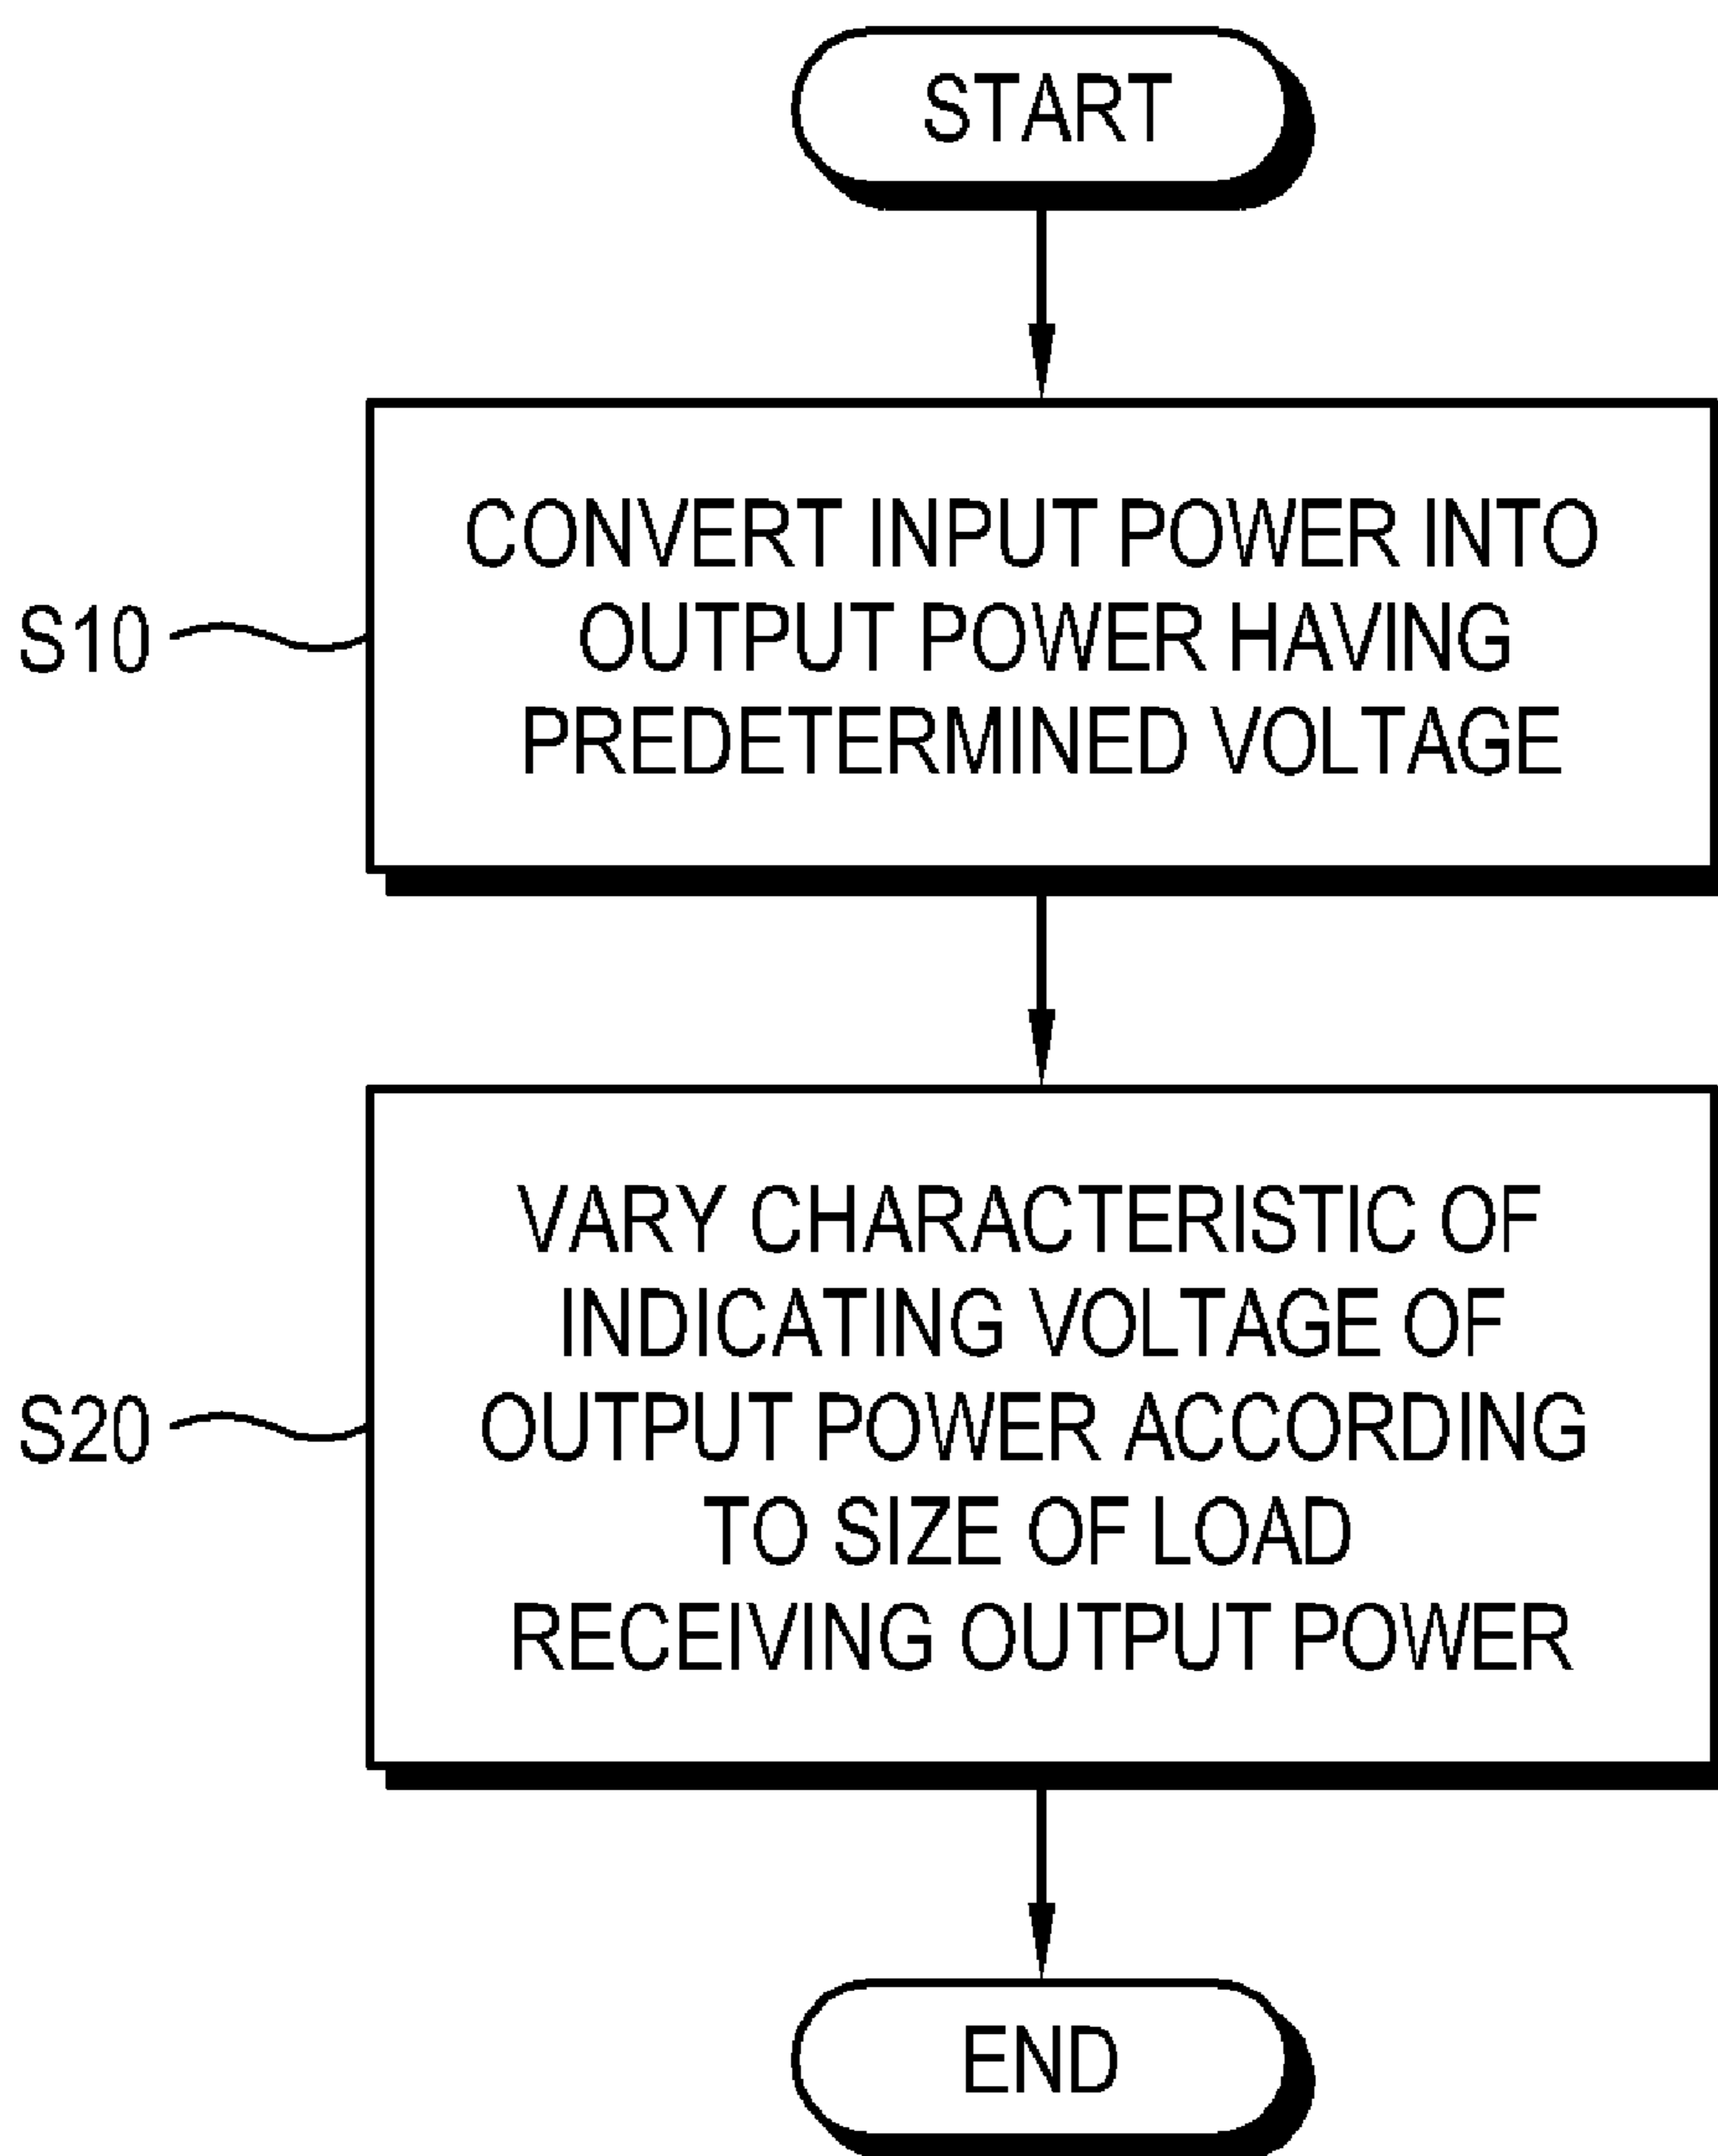 START
CONVERT INPUT POWER INTO
OUTPUT POWER HAVING
PREDETERMINED VOLTAGE
S10
VARY CHARACTERISTIC OF
INDICATING VOLTAGE OF
OUTPUT POWER ACCORDING
TO SIZE OF LOAD
RECEIVING OUTPUT POWER
S20
END